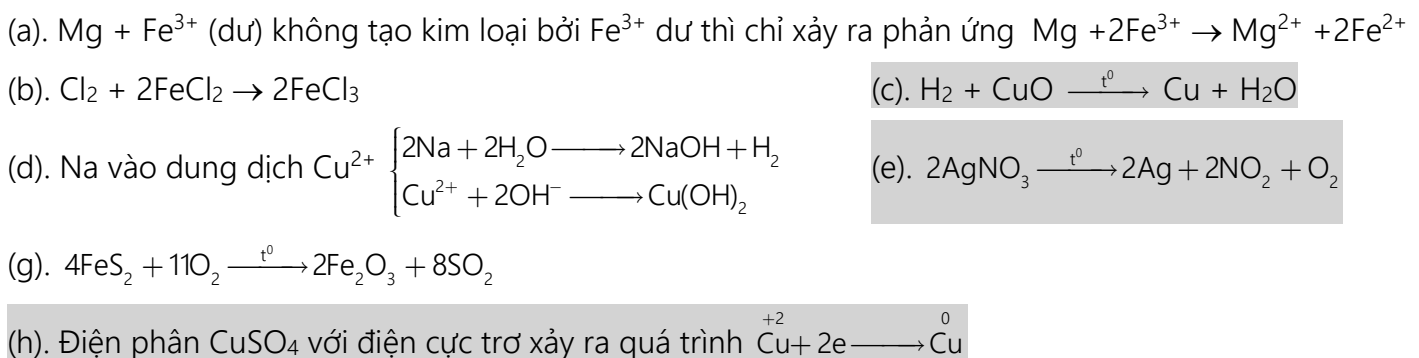 (a). Mg + Fe³⁺ (dư) không tạo kim loại bởi Fe³⁺ dư thì chỉ xảy ra phản ứng Mg +2Fe³⁺ → Mg²⁺ +2Fe²⁺
(b). Cl₂ + 2FeCl₂ → 2FeCl₃ (c). H₂ + CuO —t⁰→ Cu + H₂O
(d). Na vào dung dịch Cu²⁺ { 2Na + 2H₂O ⟶ 2NaOH + H₂
Cu²⁺ + 2OH⁻ ⟶ Cu(OH)₂ (e). 2AgNO₃ —t⁰→ 2Ag + 2NO₂ + O₂
(g). 4FeS₂ + 11O₂ —t⁰→ 2Fe₂O₃ + 8SO₂
(h). Điện phân CuSO₄ với điện cực trơ xảy ra quá trình Cu⁺² + 2e ⟶ Cu⁰